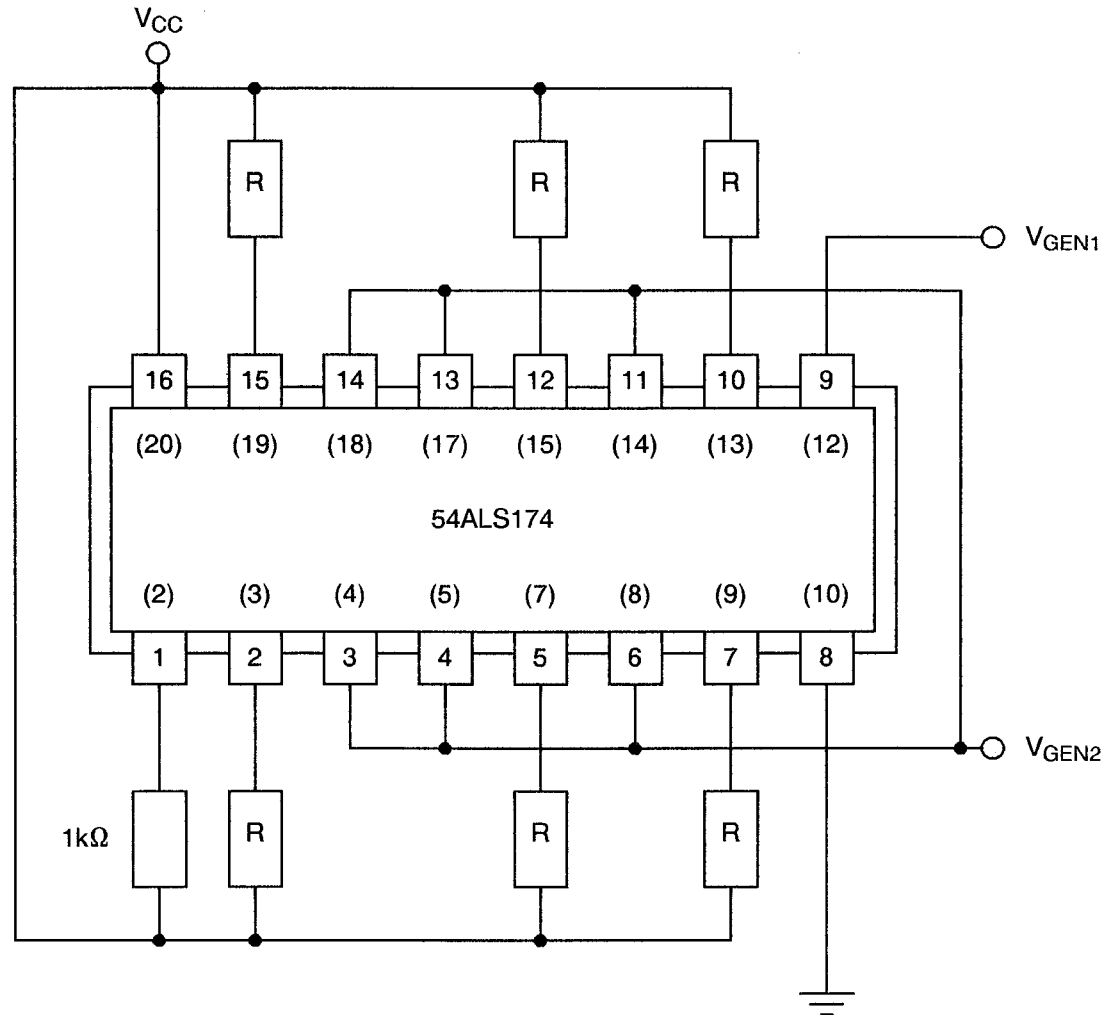 VCC
R R R
VGEN1
16 15 14 13 12 11 10 9
(20) (19) (18) (17) (15) (14) (13) (12)
54ALS174
(2) (3) (4) (5) (7) (8) (9) (10)
1 2 3 4 5 6 7 8
VGEN2
1kΩ R R R